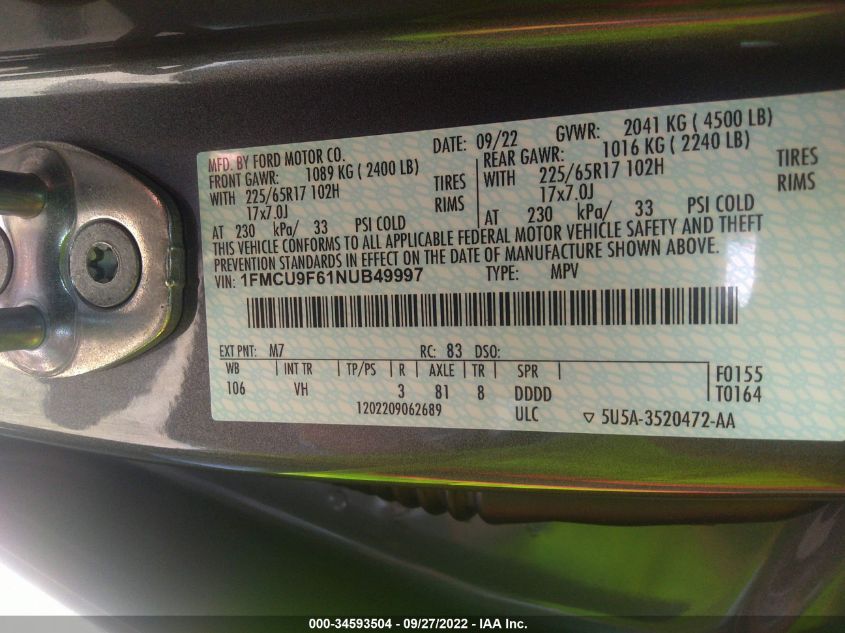 MFD. BY FORD MOTOR CO.
DATE: 09/22 GVWR: 2041 KG ( 4500 LB)
FRONT GAWR: 1089 KG ( 2400 LB)
REAR GAWR: 1016 KG ( 2240 LB)
WITH 225/65R17 102H TIRES
225/65R17 102H TIRES
17x7.0J RIMS
WITH 17x7.0J RIMS
AT 230 kPa/ 33 PSI COLD
AT 230 kPa/ 33 PSI COLD
THIS VEHICLE CONFORMS TO ALL APPLICABLE FEDERAL MOTOR VEHICLE SAFETY AND THEFT
PREVENTION STANDARDS IN EFFECT ON THE DATE OF MANUFACTURE SHOWN ABOVE.
VIN: 1FMCU9F61NUB49997 TYPE: MPV
EXT PNT: M7 RC: 83 DSO:
WB INT TR TP/PS R AXLE TR SPR F0155
106 VH 3 81 8 DDDD T0164
1202209062689 ULC ▽ 5U5A-3520472-AA
000-34593504 - 09/27/2022 - IAA Inc.